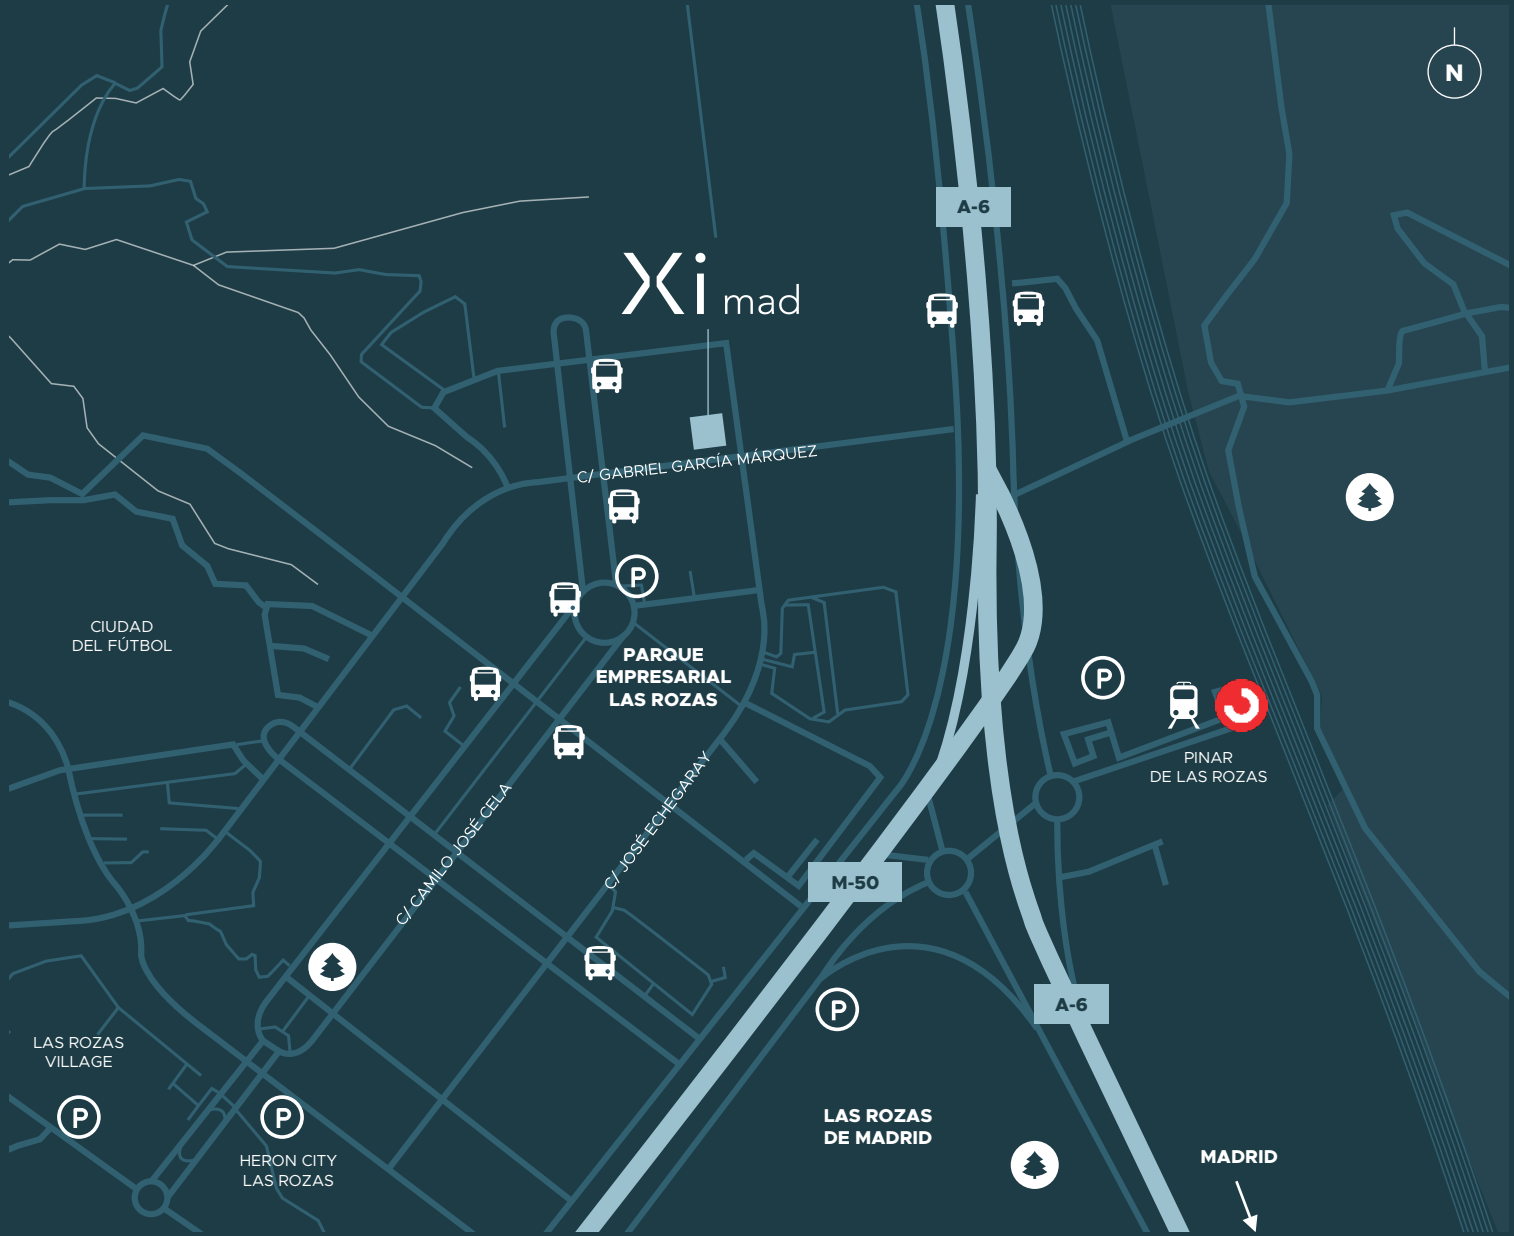 N
A-6
Xi mad
C/ GABRIEL GARCÍA MÁRQUEZ
P
CIUDAD
DEL FÚTBOL
PARQUE
EMPRESARIAL
LAS ROZAS
P
PINAR
DE LAS ROZAS
C/ CAMILO JOSÉ CELA
C/ JOSÉ ECHEGARAY
M-50
P
A-6
LAS ROZAS
VILLAGE
P
P
HERON CITY
LAS ROZAS
LAS ROZAS
DE MADRID
MADRID